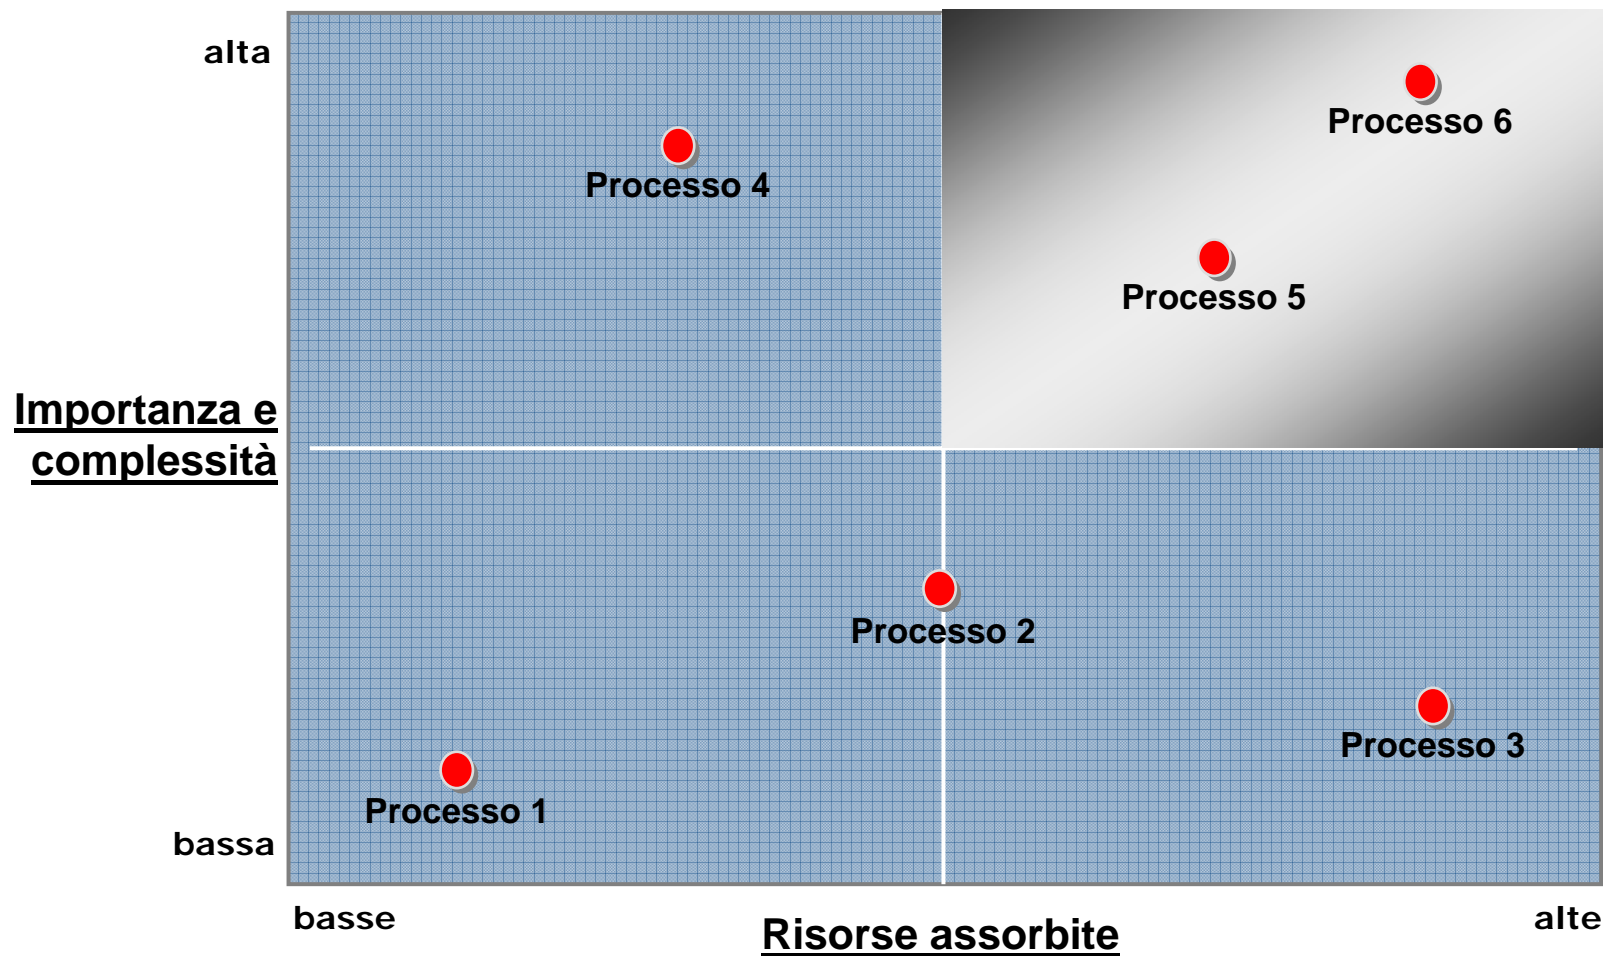 alta
Processo 6
Processo 4
Processo 5
Importanza e
complessità
Processo 2
Processo 3
Processo 1
bassa
basse
alte
Risorse assorbite